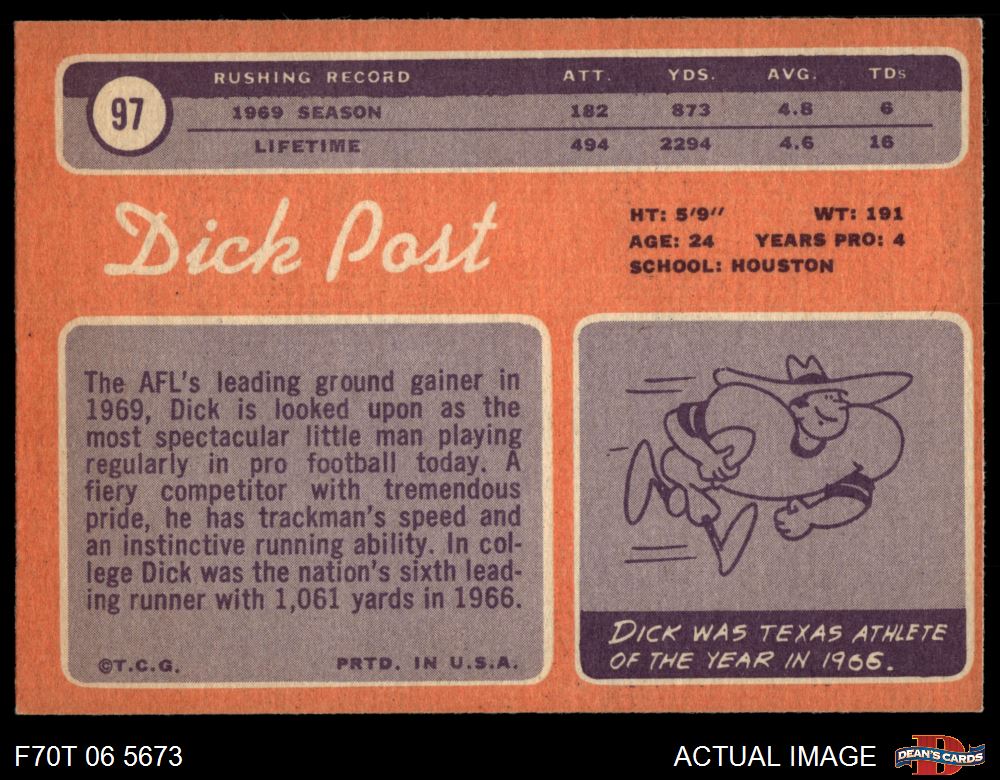 97
RUSHING RECORD ATT. YDS. AVG. TDs
1969 SEASON 182 873 4.8 6
LIFETIME 494 2294 4.6 16
Dick Post
HT: 5'9" WT: 191
AGE: 24 YEARS PRO: 4
SCHOOL: HOUSTON
The AFL's leading ground gainer in
1969, Dick is looked upon as the
most spectacular little man playing
regularly in pro football today. A
fiery competitor with tremendous
pride, he has trackman's speed and
an instinctive running ability. In col-
lege Dick was the nation's sixth lead-
ing runner with 1,061 yards in 1966.
©T.C.G. PRTD. IN U.S.A.
DICK WAS TEXAS ATHLETE
OF THE YEAR IN 1966.
F70T 06 5673
ACTUAL IMAGE
DEAN'S CARDS